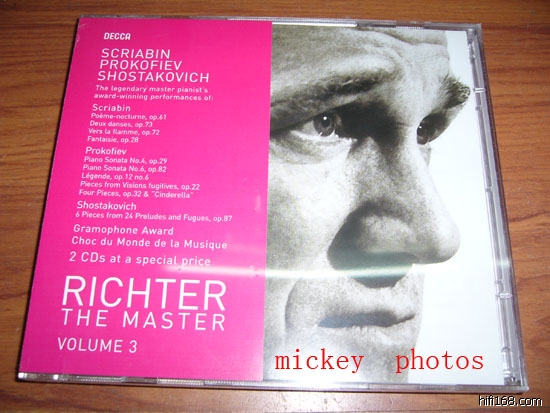 DECCA
SCRIABIN
PROKOFIEV
SHOSTAKOVICH
The legendary master pianist's
award-winning performances of:
Scriabin
Poème-nocturne, op.61
Deux danses, op.73
Vers la flamme, op.72
Fantaisie, op.28
Prokofiev
Piano Sonata No.4, op.29
Piano Sonata No.6, op.82
Légende, op.12 no.6
Pieces from Visions fugitives, op.22
Four Pieces, op.32 & "Cinderella"
Shostakovich
6 Pieces from 24 Preludes and Fugues, op.87
Gramophone Award
Choc du Monde de la Musique
2 CDs at a special price
RICHTER
THE MASTER
VOLUME 3
mickey photos
hifi168.com